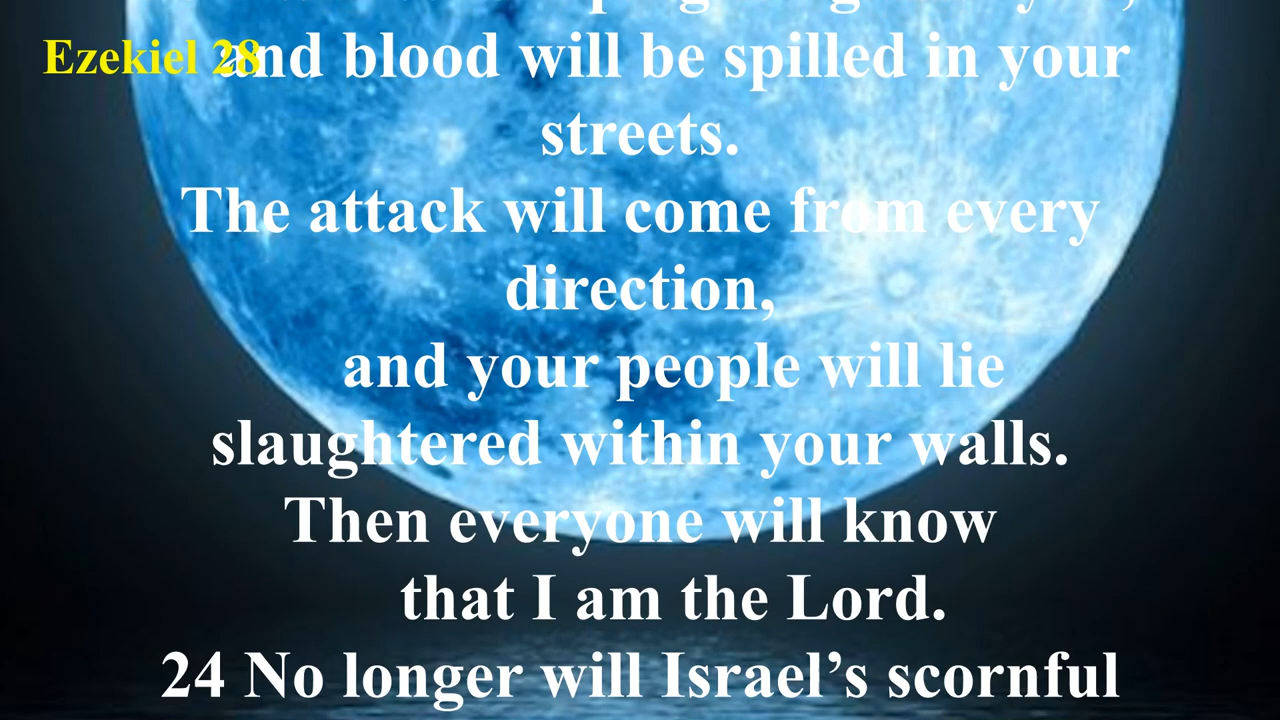 Ezekiel 28
and blood will be spilled in your
streets.
The attack will come from every
direction,
and your people will lie
slaughtered within your walls.
Then everyone will know
that I am the Lord.
24 No longer will Israel’s scornful